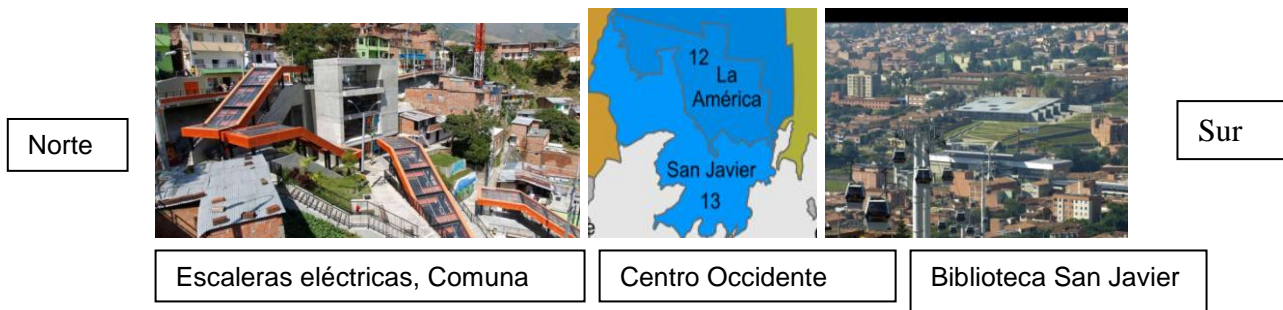 Norte
12
La
América
San Javier
13
Sur
Escaleras eléctricas, Comuna
Centro Occidente
Biblioteca San Javier